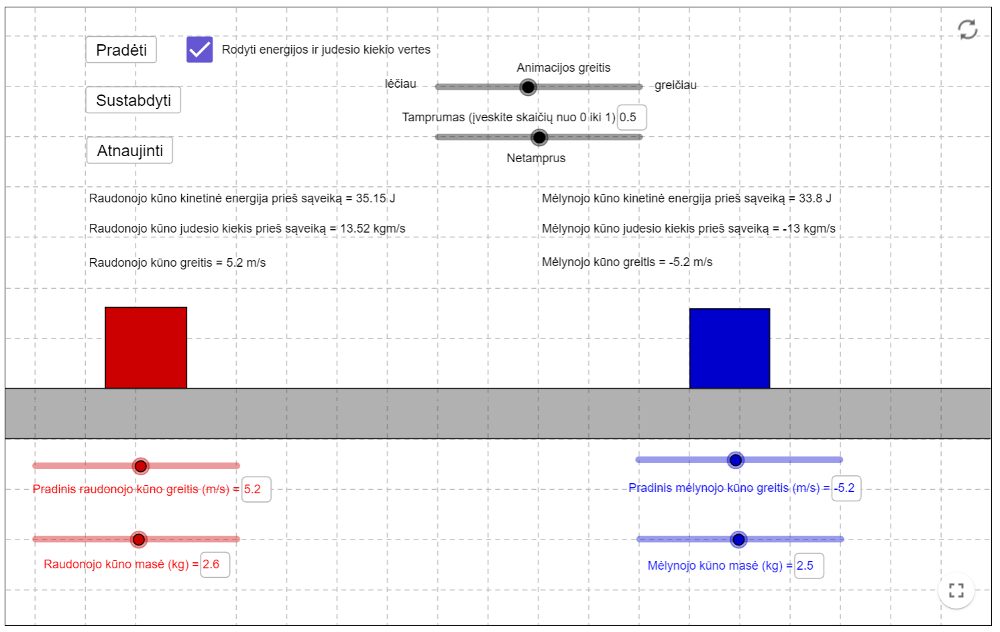 Pradėti
Rodyti energijos ir judesio kiekio vertes
Animacijos greitis
lėčiau
greičiau
Sustabdyti
Tamprumas (įveskite skaičių nuo 0 iki 1) 0.5
Atnaujinti
Netamprus
Raudonojo kūno kinetinė energija prieš sąveiką = 35.15 J
Mėlynojo kūno kinetinė energija prieš sąveiką = 33.8 J
Raudonojo kūno judesio kiekis prieš sąveiką = 13.52 kgm/s
Mėlynojo kūno judesio kiekis prieš sąveiką = -13 kgm/s
Raudonojo kūno greitis = 5.2 m/s
Mėlynojo kūno greitis = -5.2 m/s
Pradinis raudonojo kūno greitis (m/s) = 5.2
Pradinis mėlynojo kūno greitis (m/s) = -5.2
Raudonojo kūno masė (kg) = 2.6
Mėlynojo kūno masė (kg) = 2.5